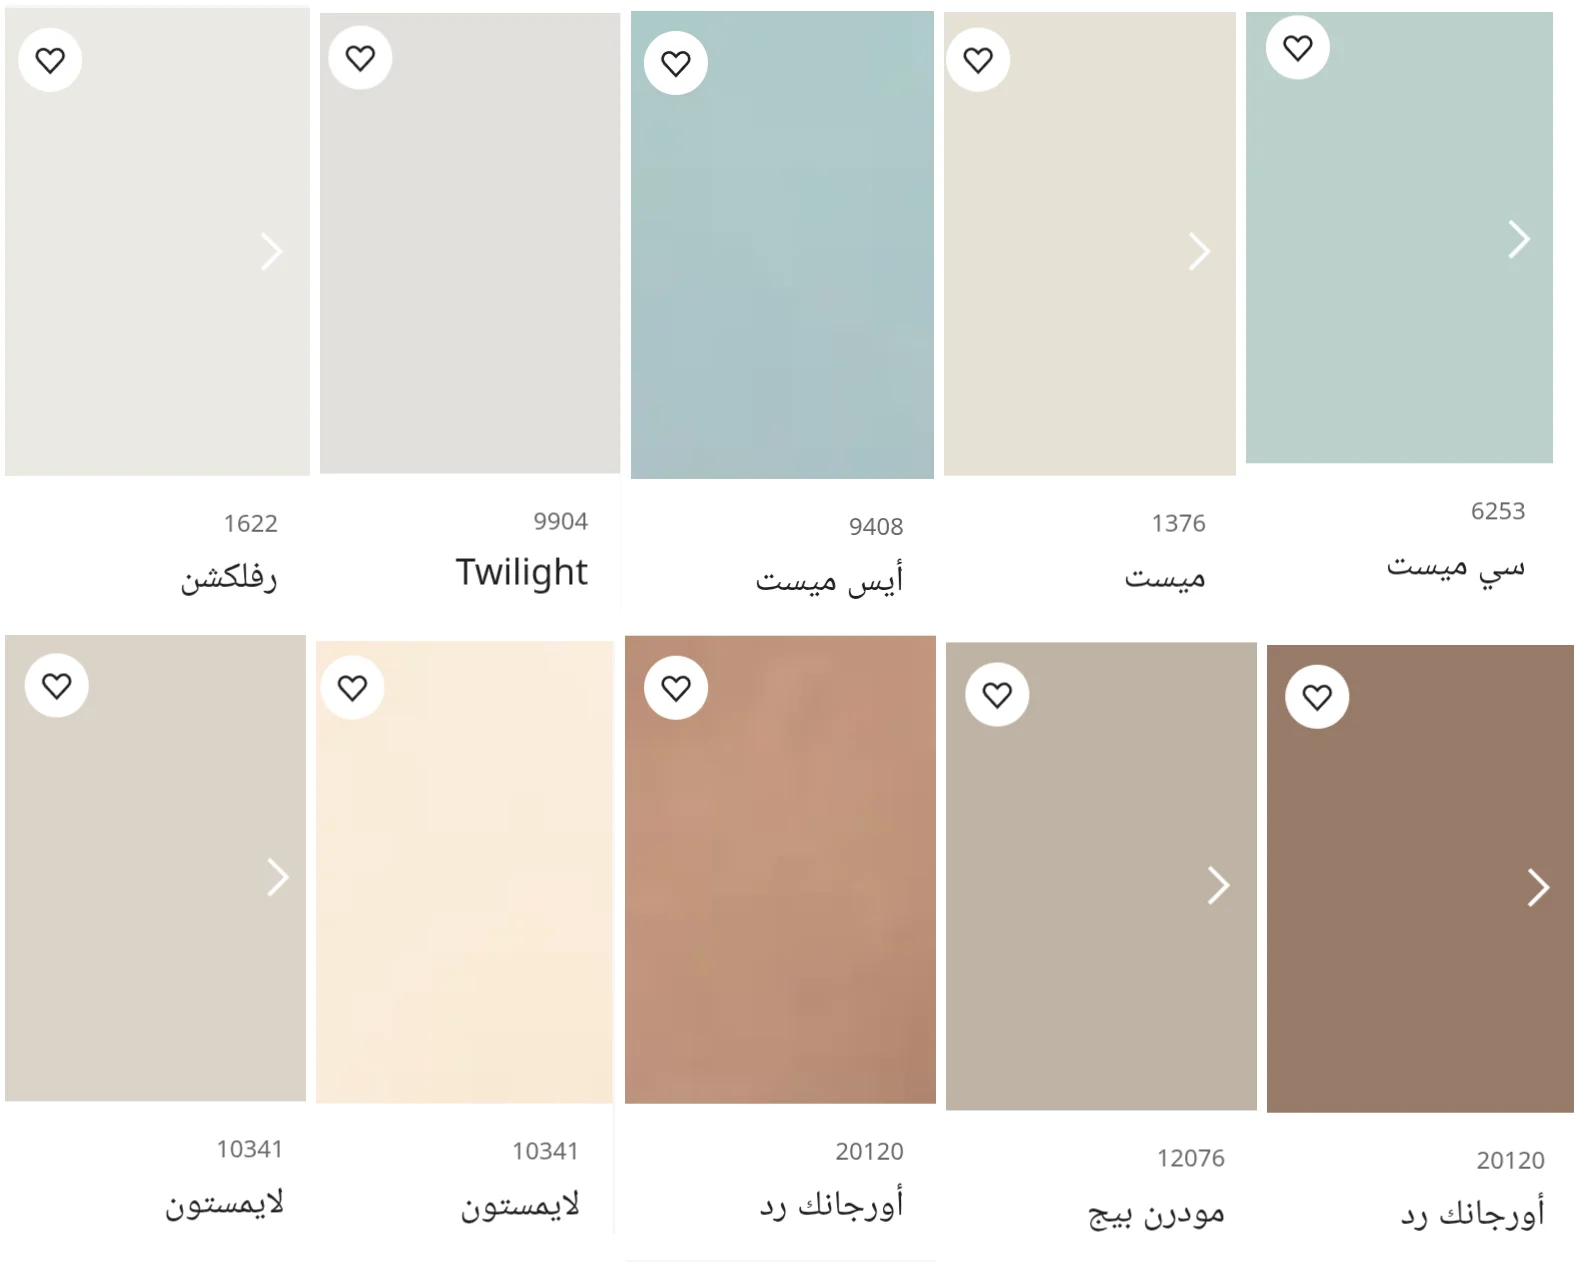 1622
رفلكشن
9904
Twilight
9408
أيس ميست
1376
ميست
6253
سي ميست
10341
لايمستون
10341
لايمستون
20120
أورجانك رد
12076
مودرن بيج
20120
أورجانك رد